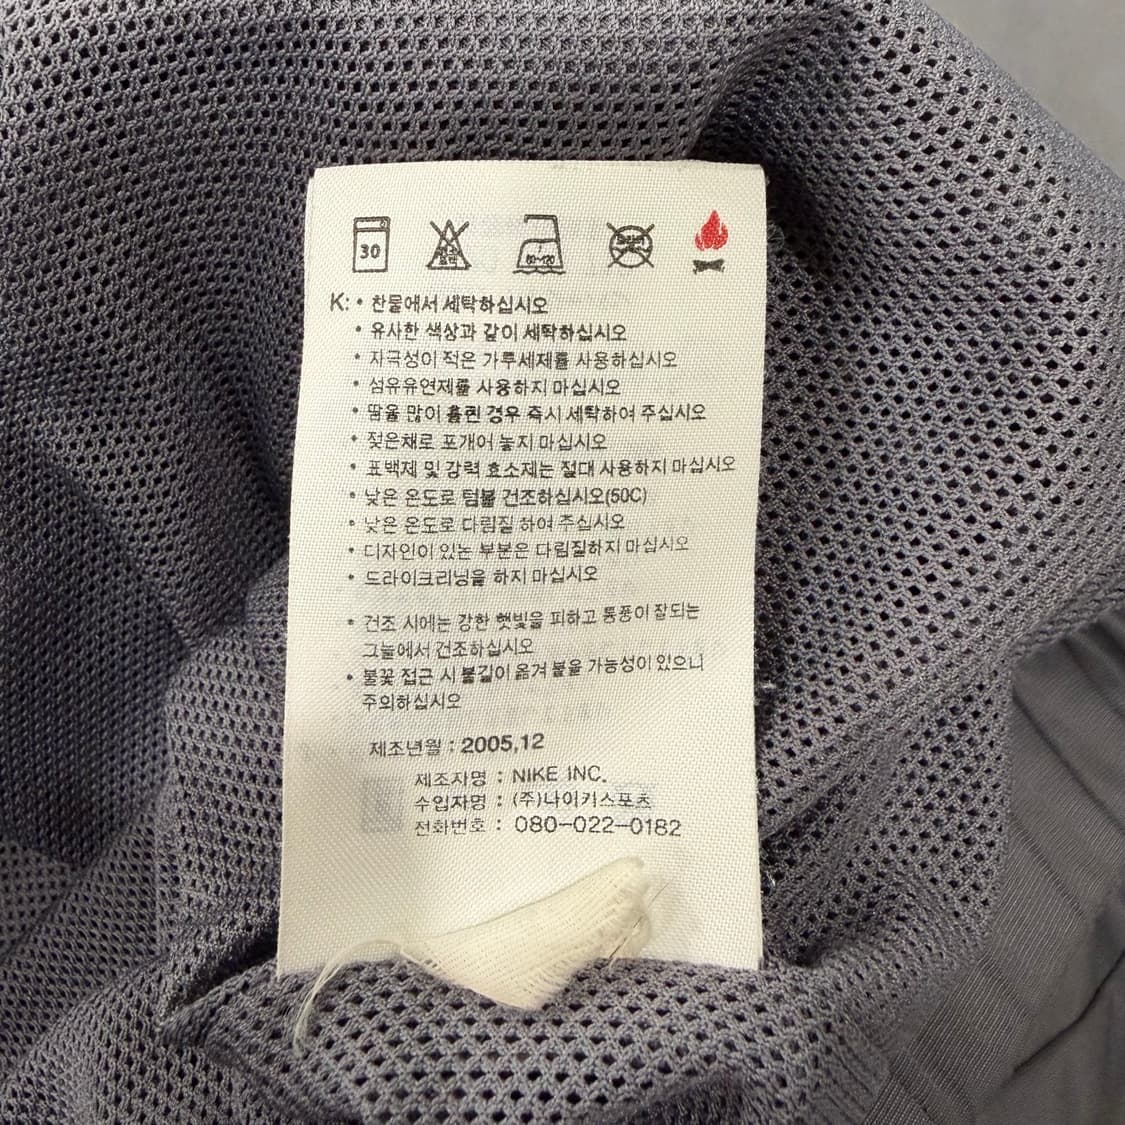 30
80~120
K: • 찬물에서 세탁하십시오
• 유사한 색상과 같이 세탁하십시오
• 자극성이 적은 가루세제를 사용하십시오
• 섬유유연제를 사용하지 마십시오
• 땀을 많이 흘린 경우 즉시 세탁하여 주십시오
• 젖은채로 포개어 놓지 마십시오
• 표백제 및 강력 효소제는 절대 사용하지 마십시오
• 낮은 온도로 텀블 건조하십시오(50C)
• 낮은 온도로 다림질 하여 주십시오
• 디자인이 있는 부분은 다림질하지 마십시오
• 드라이크리닝을 하지 마십시오
• 건조 시에는 강한 햇빛을 피하고 통풍이 잘되는
그늘에서 건조하십시오
• 불꽃 접근 시 불길이 옮겨 붙을 가능성이 있으니
주의하십시오
제조년월 : 2005.12
제조자명 : NIKE INC.
수입자명 : (주)나이키스포츠
전화번호 : 080-022-0182